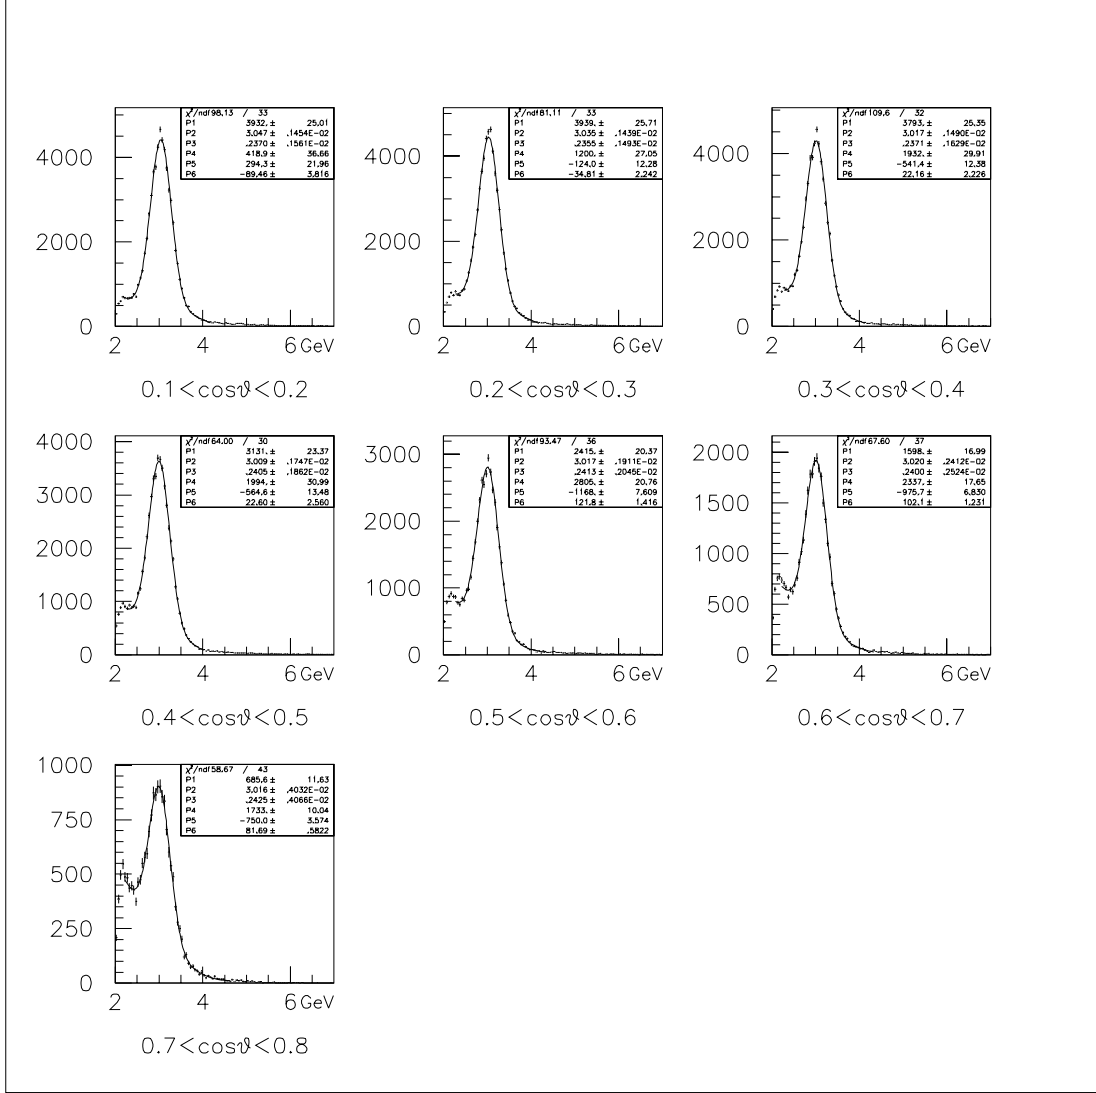 χ²/ndf 98.13 / 33
P1 3932. ± 25.01
P2 3.047 ± .1454E-02
P3 .2370 ± .1561E-02
P4 418.9 ± 36.66
P5 294.3 ± 21.96
P6 -89.46 ± 3.816
4000
2000
0
2 4 6 GeV
0.1<cosϑ<0.2
χ²/ndf 81.11 / 33
P1 3939. ± 25.71
P2 3.035 ± .1439E-02
P3 .2355 ± .1493E-02
P4 1200. ± 27.05
P5 -124.0 ± 12.28
P6 -34.81 ± 2.242
4000
2000
0
2 4 6 GeV
0.2<cosϑ<0.3
χ²/ndf 109.6 / 32
P1 3793. ± 25.35
P2 3.017 ± .1490E-02
P3 .2371 ± .1629E-02
P4 1932. ± 29.91
P5 -541.4 ± 12.38
P6 22.16 ± 2.226
4000
2000
0
2 4 6 GeV
0.3<cosϑ<0.4
χ²/ndf 64.00 / 30
P1 3131. ± 23.37
P2 3.009 ± .1747E-02
P3 .2405 ± .1862E-02
P4 1994. ± 30.99
P5 -564.6 ± 13.48
P6 22.60 ± 2.560
4000
3000
2000
1000
0
2 4 6 GeV
0.4<cosϑ<0.5
χ²/ndf 93.47 / 36
P1 2415. ± 20.37
P2 3.017 ± .1911E-02
P3 .2413 ± .2045E-02
P4 2805. ± 20.76
P5 -1168. ± 7.609
P6 121.8 ± 1.416
3000
2000
1000
0
2 4 6 GeV
0.5<cosϑ<0.6
χ²/ndf 67.60 / 37
P1 1598. ± 16.99
P2 3.020 ± .2412E-02
P3 .2400 ± .2524E-02
P4 2337. ± 17.65
P5 -975.7 ± 6.830
P6 102.1 ± 1.231
2000
1500
1000
500
0
2 4 6 GeV
0.6<cosϑ<0.7
χ²/ndf 58.67 / 43
P1 685.6 ± 11.63
P2 3.016 ± .4032E-02
P3 .2425 ± .4066E-02
P4 1733. ± 10.04
P5 -750.0 ± 3.574
P6 81.69 ± .5822
1000
750
500
250
0
2 4 6 GeV
0.7<cosϑ<0.8